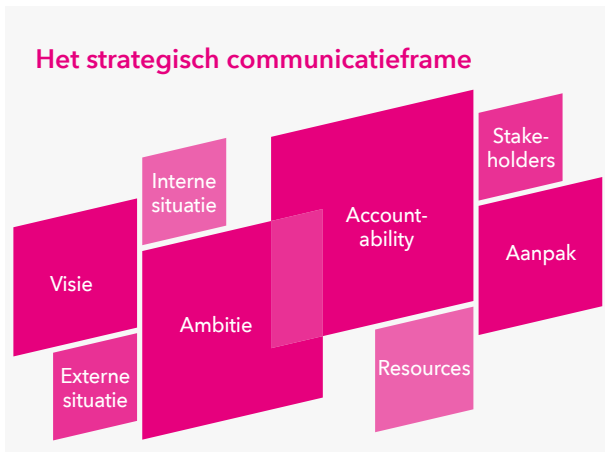 Het strategisch communicatieframe
Interne
situatie
Visie
Externe
situatie
Ambitie
Account-
ability
Stake-
holders
Aanpak
Resources